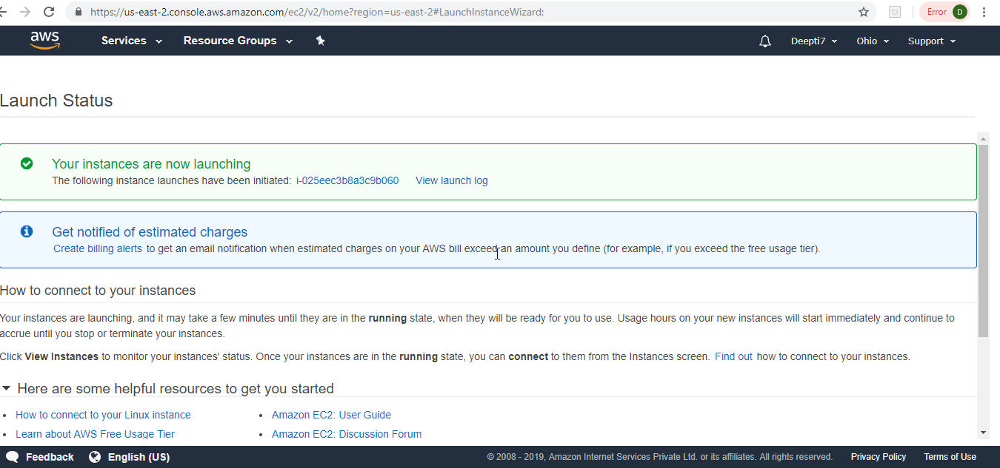 https://us-east-2.console.aws.amazon.com/ec2/v2/home?region=us-east-2#LaunchInstanceWizard:
Error D
aws Services Resource Groups Deepti7 Ohio Support
Launch Status
Your instances are now launching
The following instance launches have been initiated: i-025eec3b8a3c9b060 View launch log
Get notified of estimated charges
Create billing alerts to get an email notification when estimated charges on your AWS bill exceed an amount you define (for example, if you exceed the free usage tier).
How to connect to your instances
Your instances are launching, and it may take a few minutes until they are in the running state, when they will be ready for you to use. Usage hours on your new instances will start immediately and continue to
accrue until you stop or terminate your instances.
Click View Instances to monitor your instances' status. Once your instances are in the running state, you can connect to them from the Instances screen. Find out how to connect to your instances.
Here are some helpful resources to get you started
• How to connect to your Linux instance • Amazon EC2: User Guide
• Learn about AWS Free Usage Tier • Amazon EC2: Discussion Forum
Feedback English (US) © 2008 - 2019, Amazon Internet Services Private Ltd. or its affiliates. All rights reserved. Privacy Policy Terms of Use